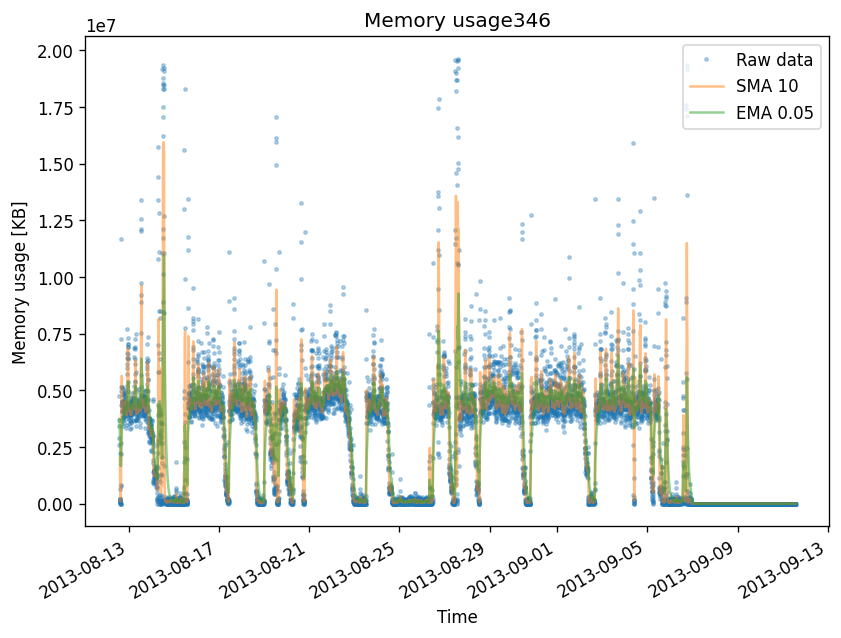 Memory usage346
1e7
Raw data
SMA 10
EMA 0.05
2.00
1.75
1.50
1.25
1.00
0.75
0.50
0.25
0.00
Memory usage [KB]
2013-08-13
2013-08-17
2013-08-21
2013-08-25
2013-08-29
2013-09-01
2013-09-05
2013-09-09
2013-09-13
Time